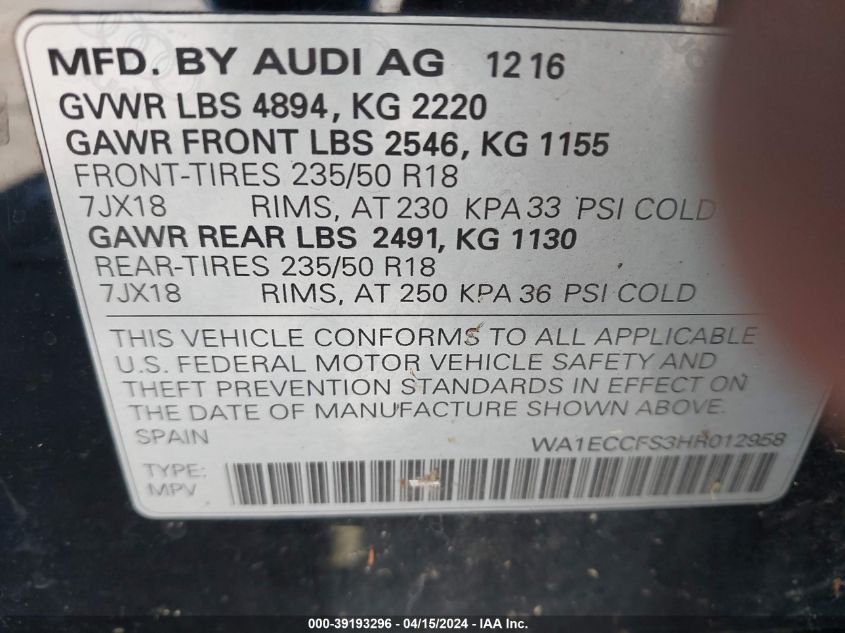 MFD. BY AUDI AG 12 16
GVWR LBS 4894, KG 2220
GAWR FRONT LBS 2546, KG 1155
FRONT-TIRES 235/50 R18
7JX18 RIMS, AT 230 KPA 33 PSI COLD
GAWR REAR LBS 2491, KG 1130
REAR-TIRES 235/50 R18
7JX18 RIMS, AT 250 KPA 36 PSI COLD
THIS VEHICLE CONFORMS TO ALL APPLICABLE
U.S. FEDERAL MOTOR VEHICLE SAFETY AND
THEFT PREVENTION STANDARDS IN EFFECT ON
THE DATE OF MANUFACTURE SHOWN ABOVE.
SPAIN WA1ECCFS3HR012958
TYPE:
MPV
000-39193296 - 04/15/2024 - IAA Inc.